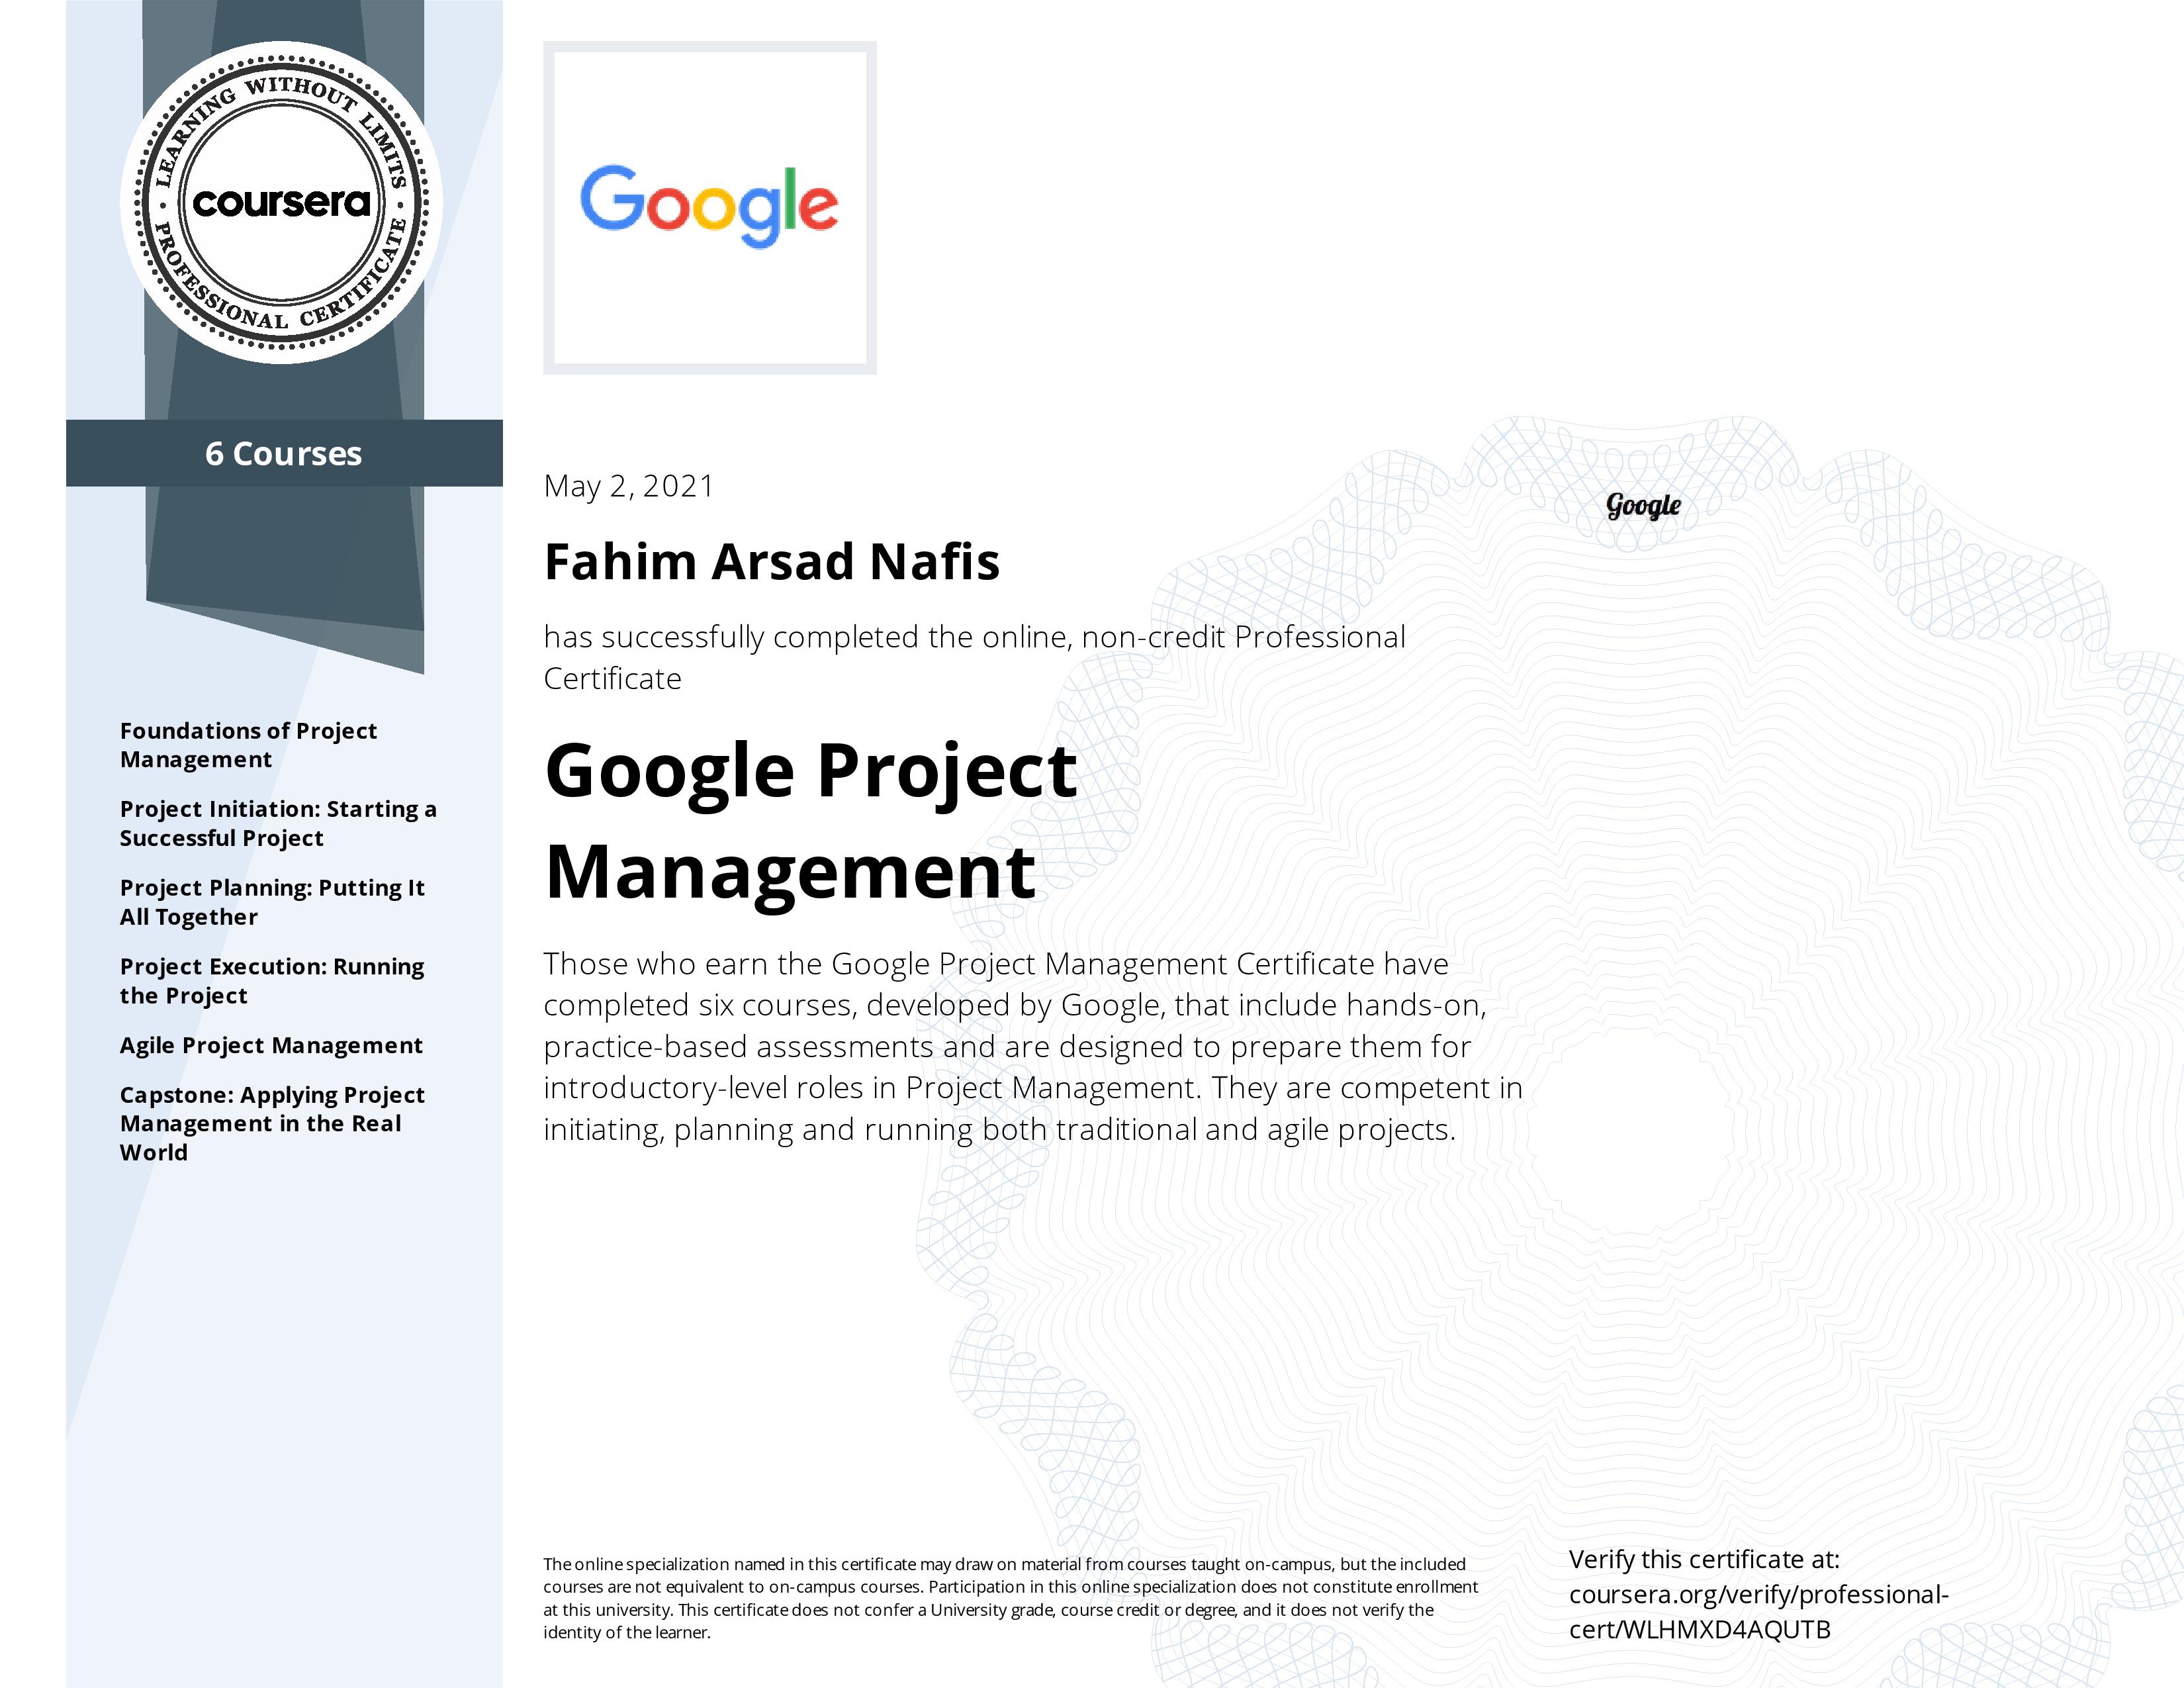 LEARNING WITHOUT LIMITS
coursera
PROFESSIONAL CERTIFICATE
6 Courses
Foundations of Project
Management
Project Initiation: Starting a
Successful Project
Project Planning: Putting It
All Together
Project Execution: Running
the Project
Agile Project Management
Capstone: Applying Project
Management in the Real
World
Google
Google
May 2, 2021
Fahim Arsad Nafis
has successfully completed the online, non-credit Professional
Certificate
Google Project
Management
Those who earn the Google Project Management Certificate have
completed six courses, developed by Google, that include hands-on,
practice-based assessments and are designed to prepare them for
introductory-level roles in Project Management. They are competent in
initiating, planning and running both traditional and agile projects.
The online specialization named in this certificate may draw on material from courses taught on-campus, but the included
courses are not equivalent to on-campus courses. Participation in this online specialization does not constitute enrollment
at this university. This certificate does not confer a University grade, course credit or degree, and it does not verify the
identity of the learner.
Verify this certificate at:
coursera.org/verify/professional-
cert/WLHMXD4AQUTB